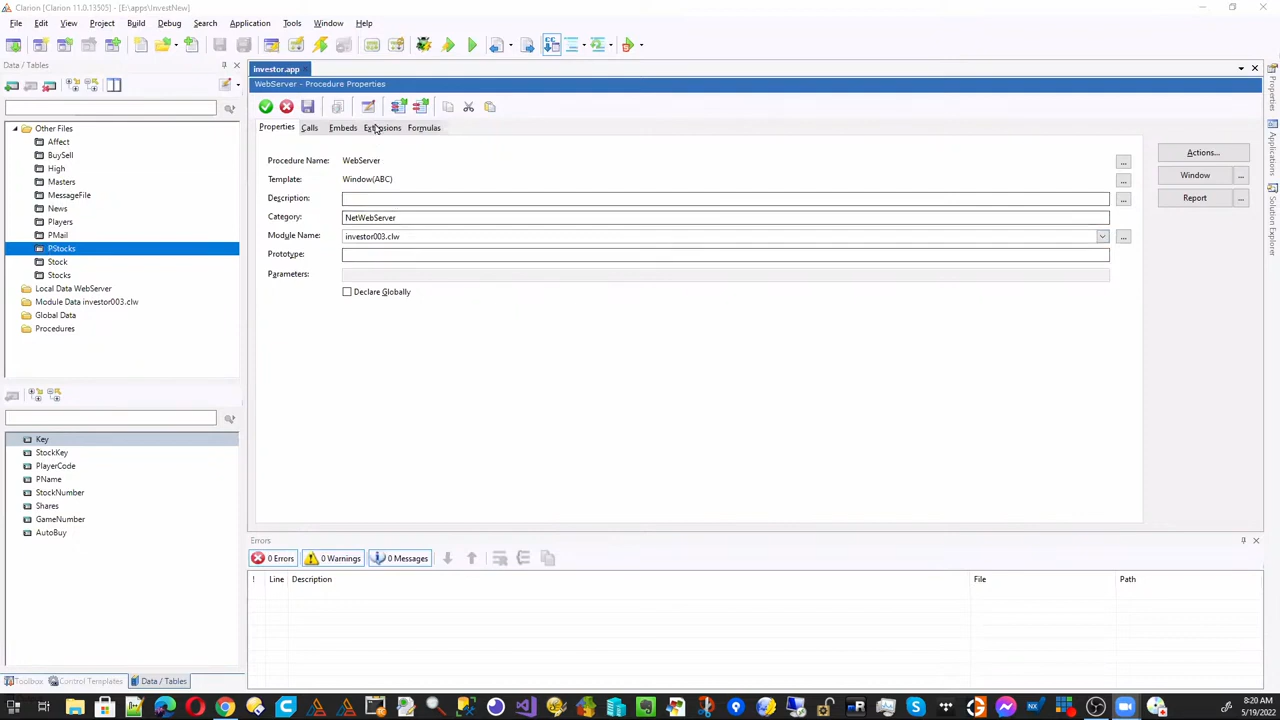 Clarion [Clarion 11.0.13505] - [E:\apps\InvestNew]
File Edit View Project Build Debug Search Application Tools Window Help
Data / Tables
investor.app
WebServer - Procedure Properties
Properties Calls Embeds Extensions Formulas
Other Files
Affect
BuySell
High
Masters
MessageFile
News
Players
PMail
PStocks
Stock
Stocks
Local Data WebServer
Module Data investor003.clw
Global Data
Procedures
Procedure Name: WebServer
Template: Window(ABC)
Description:
Category: NetWebServer
Module Name: investor003.clw
Prototype:
Parameters:
Declare Globally
Actions...
Window ...
Report ...
Properties
Applications
Solution Explorer
Key
StockKey
PlayerCode
PName
StockNumber
Shares
GameNumber
AutoBuy
Errors
0 Errors 0 Warnings 0 Messages
! Line Description File Path
Toolbox Control Templates Data / Tables
8:20 AM
5/19/2022